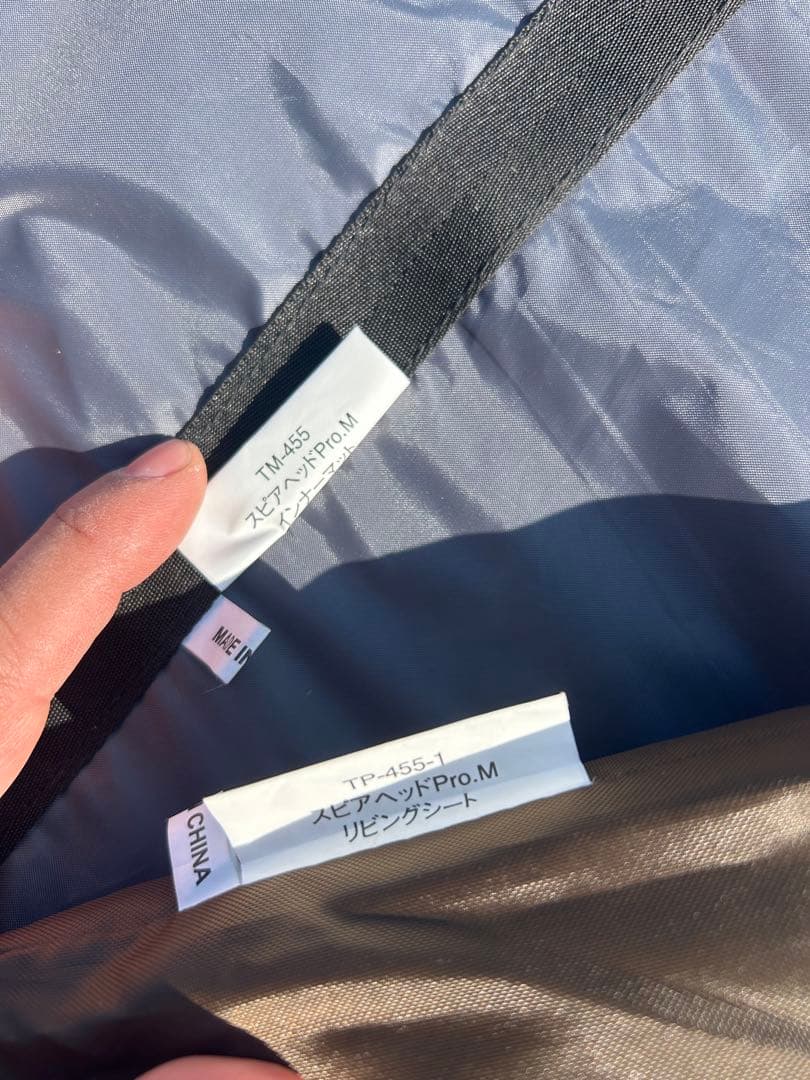 TM-455
スピアヘッドPro.M
インナーマット
MADE IN
TP-455-1
スピアヘッドPro.M
リビングシート
CHINA